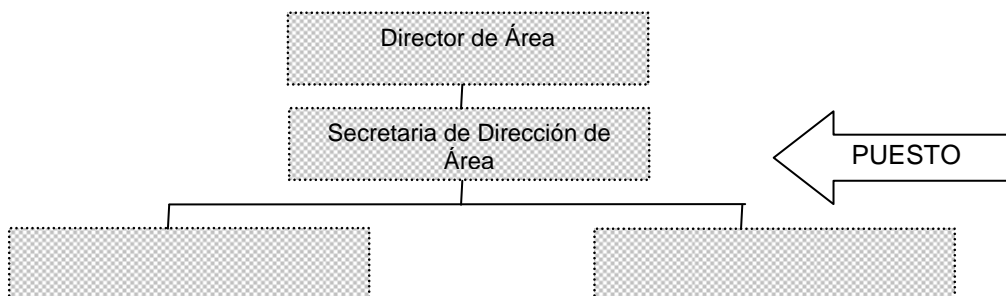 Director de Área
Secretaria de Dirección de
Área
PUESTO